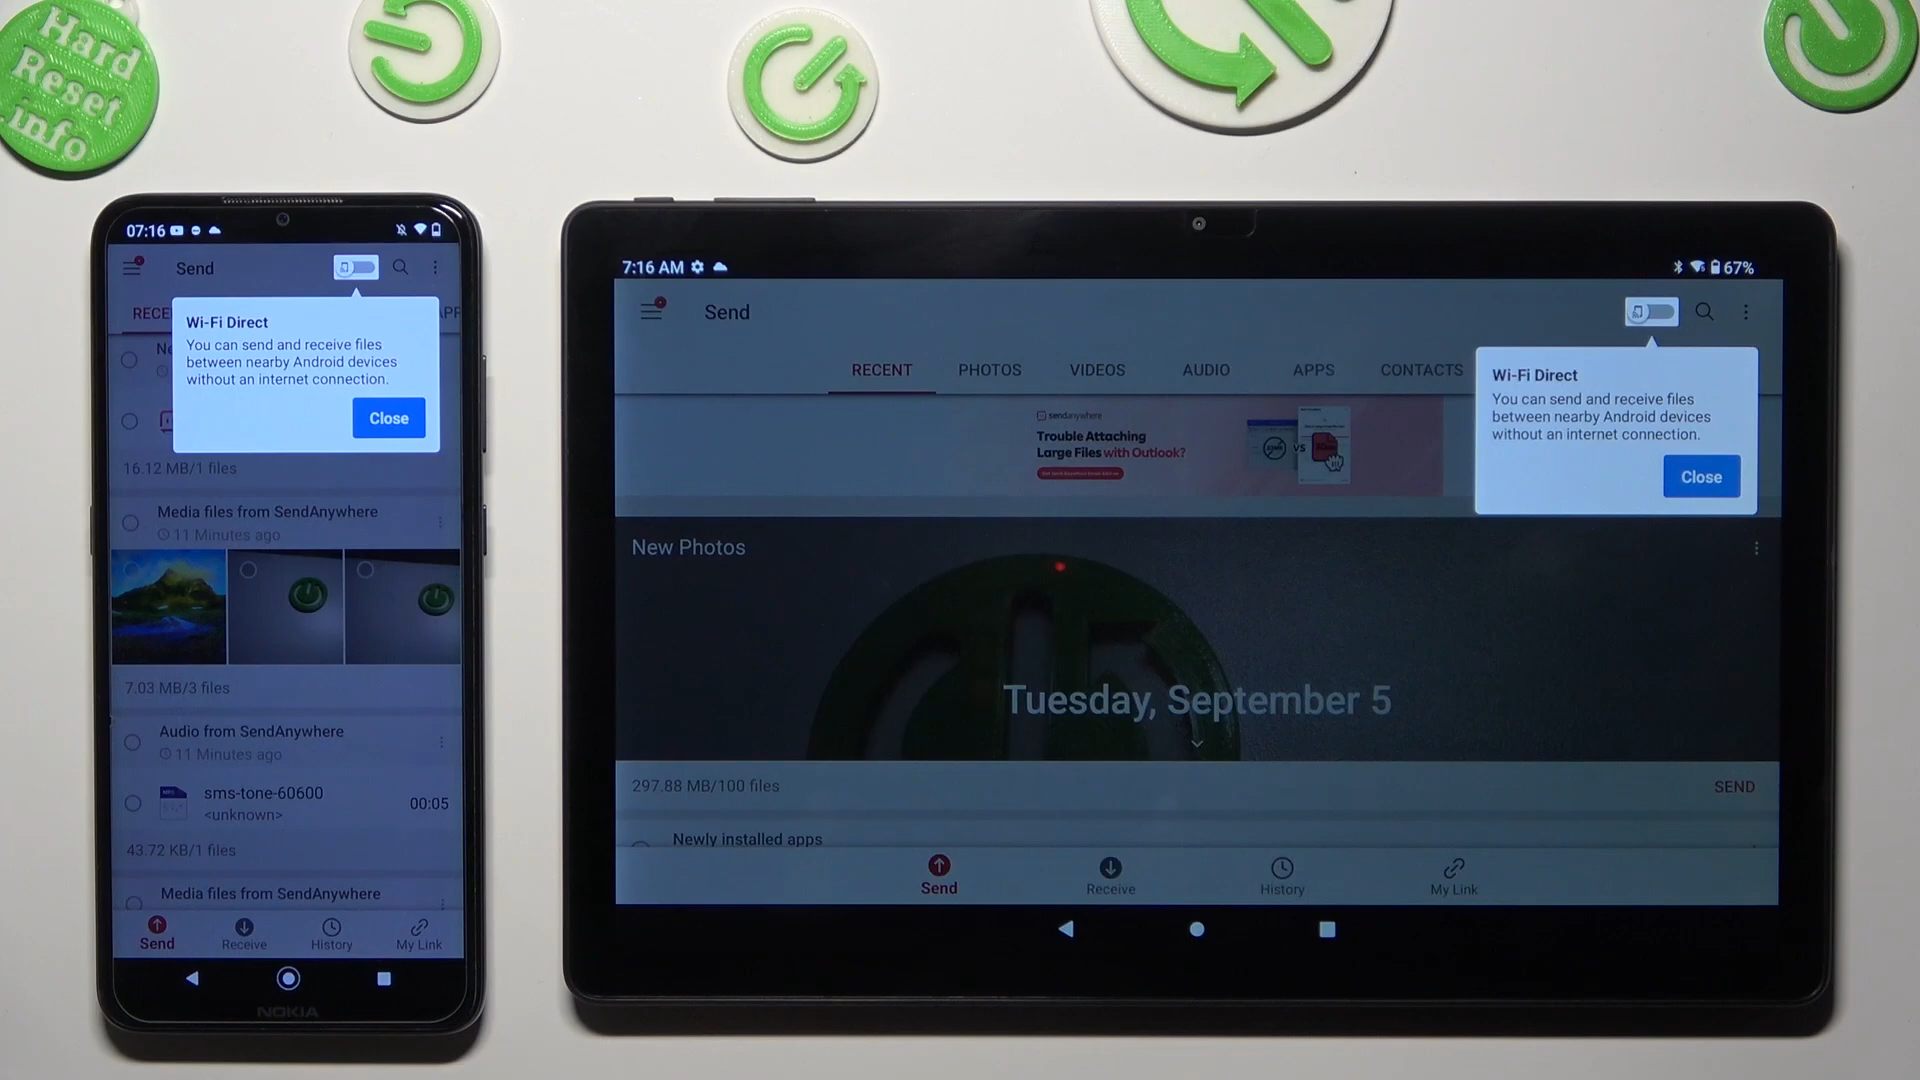 Hard
Reset
info
07:16
Send
RECE
APP
Wi-Fi Direct
You can send and receive files
between nearby Android devices
without an internet connection.
Close
Ne
16.12 MB/1 files
Media files from SendAnywhere
11 Minutes ago
7.03 MB/3 files
Audio from SendAnywhere
11 Minutes ago
sms-tone-60600
<unknown>
00:05
43.72 KB/1 files
Media files from SendAnywhere
Send
Receive
History
My Link
NOKIA
7:16 AM
67%
Send
RECENT
PHOTOS
VIDEOS
AUDIO
APPS
CONTACTS
Wi-Fi Direct
You can send and receive files
between nearby Android devices
without an internet connection.
Close
sendanywhere
Trouble Attaching
Large Files with Outlook?
VS
New Photos
Tuesday, September 5
297.88 MB/100 files
SEND
Newly installed apps
Send
Receive
History
My Link